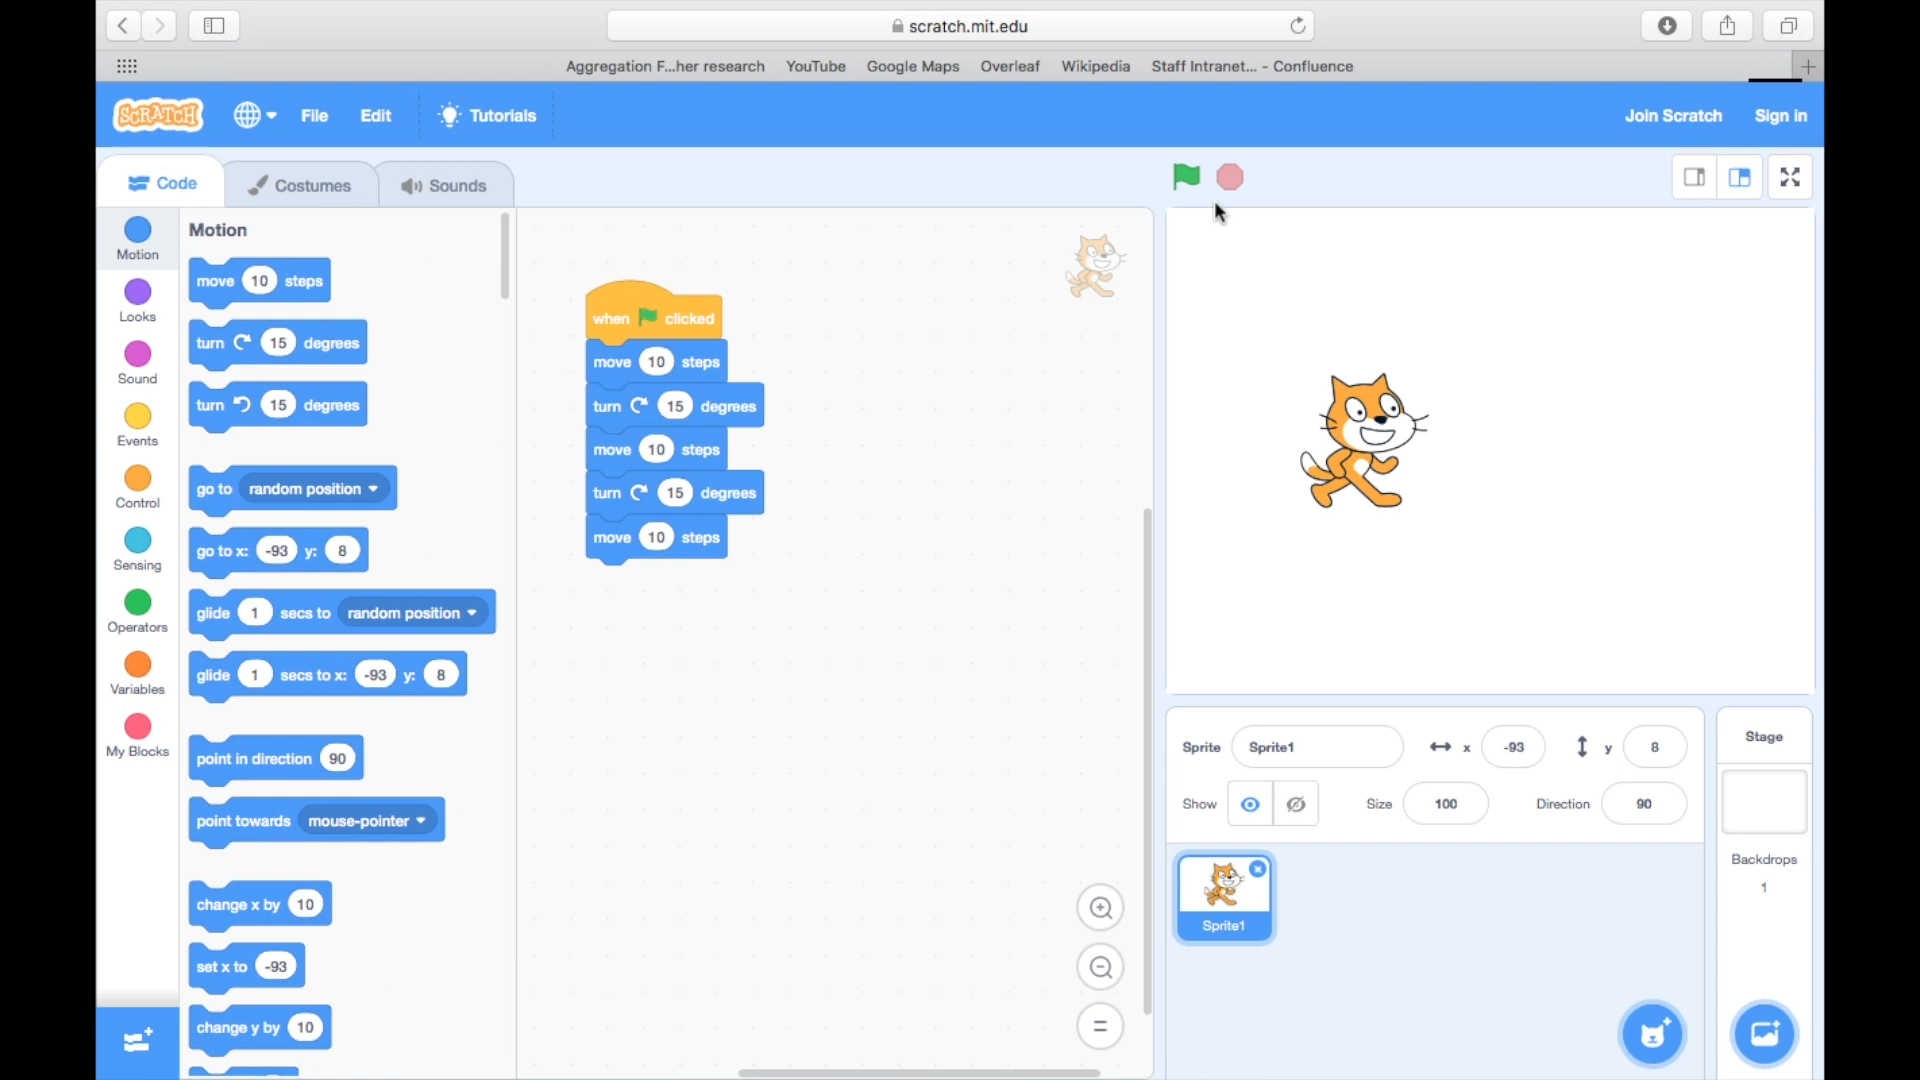 scratch.mit.edu
Aggregation F...her research YouTube Google Maps Overleaf Wikipedia Staff Intranet... - Confluence
SCRATCH File Edit Tutorials Join Scratch Sign in
Code Costumes Sounds
Motion
Looks
Sound
Events
Control
Sensing
Operators
Variables
My Blocks
Motion
move 10 steps
turn 15 degrees
turn 15 degrees
go to random position
go to x: -93 y: 8
glide 1 secs to random position
glide 1 secs to x: -93 y: 8
point in direction 90
point towards mouse-pointer
change x by 10
set x to -93
change y by 10
when clicked
move 10 steps
turn 15 degrees
move 10 steps
turn 15 degrees
move 10 steps
Sprite Sprite1 x -93 y 8
Show Size 100 Direction 90
Sprite1
Stage
Backdrops
1